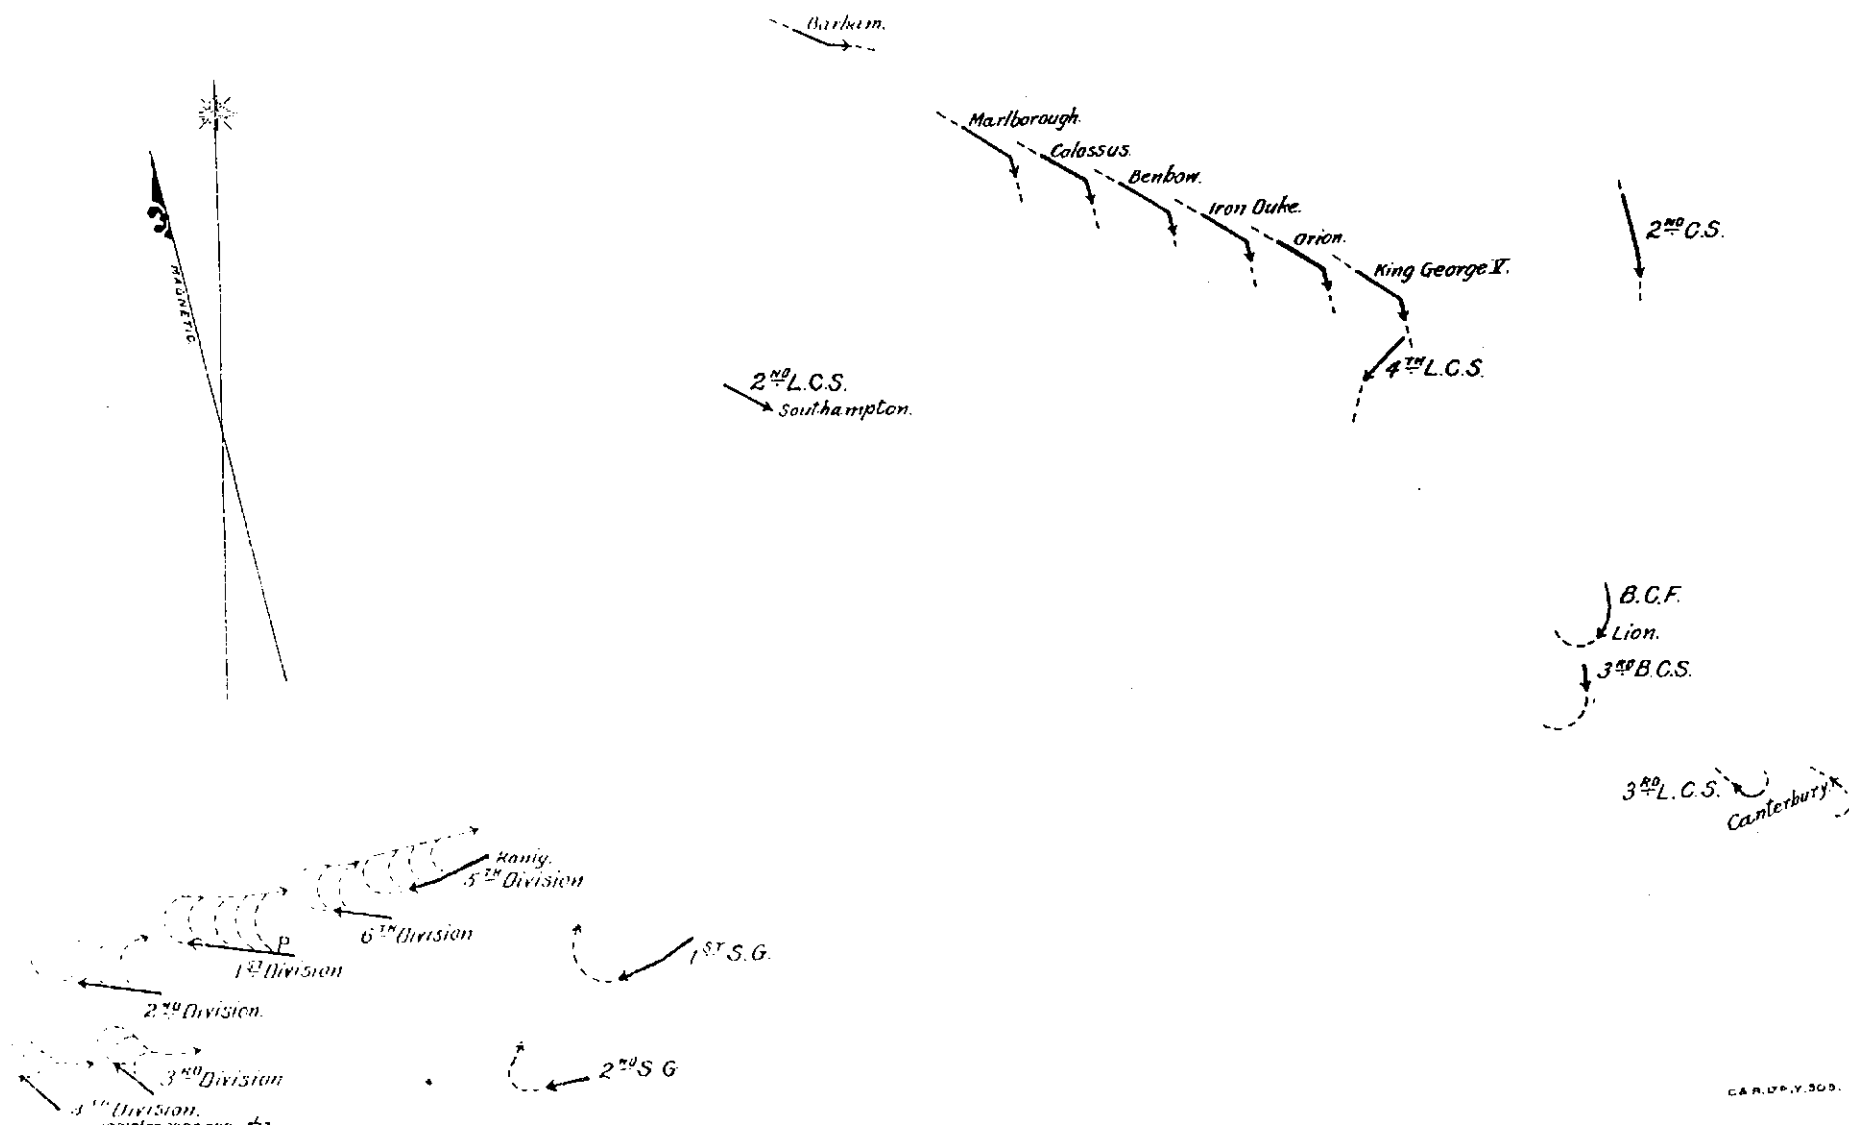 Barham.
Marlborough.
Colossus.
Benbow.
Iron Duke.
Orion.
King George V.
2ND C.S.
MAGNETIC.
4TH L.C.S.
2ND L.C.S.
Southampton.
B.C.F.
Lion.
3RD B.C.S.
3RD L.C.S.
Canterbury.
König.
5TH Division
6TH Division
P
1ST Division
1ST S.G.
2ND Division.
2ND S.G
3RD Division
4TH Division.